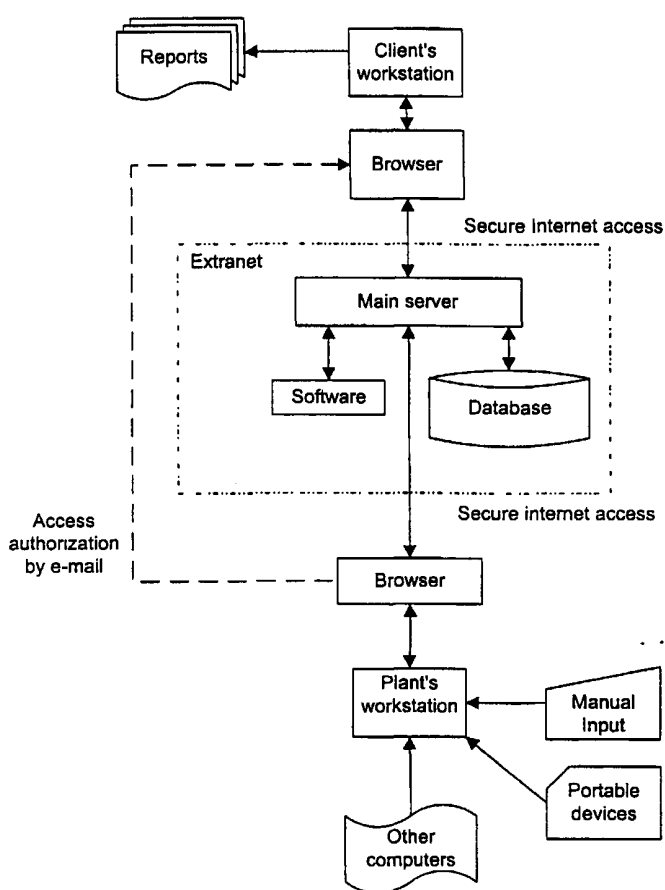 Reports
Client's
workstation
Browser
Secure internet access
Extranet
Main server
Software
Database
Secure internet access
Access
authorization
by e-mail
Browser
Plant's
workstation
Manual
Input
Portable
devices
Other
computers